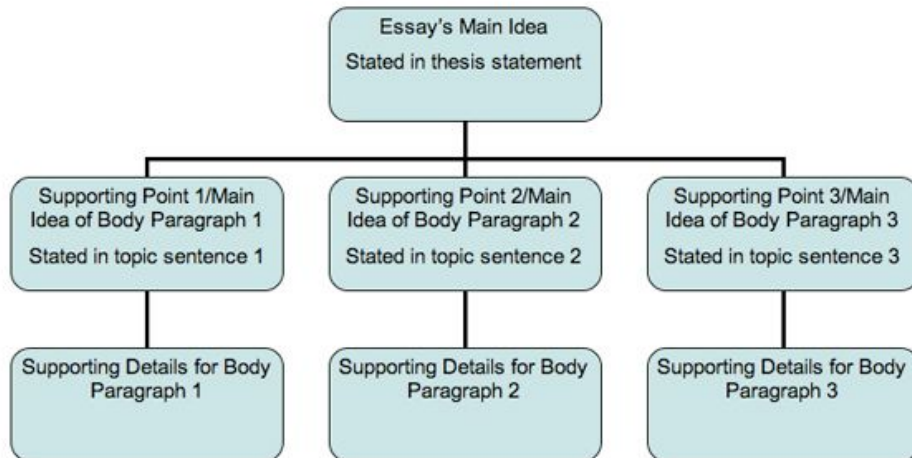 Essay's Main Idea
Stated in thesis statement
Supporting Point 1/Main
Idea of Body Paragraph 1
Stated in topic sentence 1
Supporting Point 2/Main
Idea of Body Paragraph 2
Stated in topic sentence 2
Supporting Point 3/Main
Idea of Body Paragraph 3
Stated in topic sentence 3
Supporting Details for Body
Paragraph 1
Supporting Details for Body
Paragraph 2
Supporting Details for Body
Paragraph 3